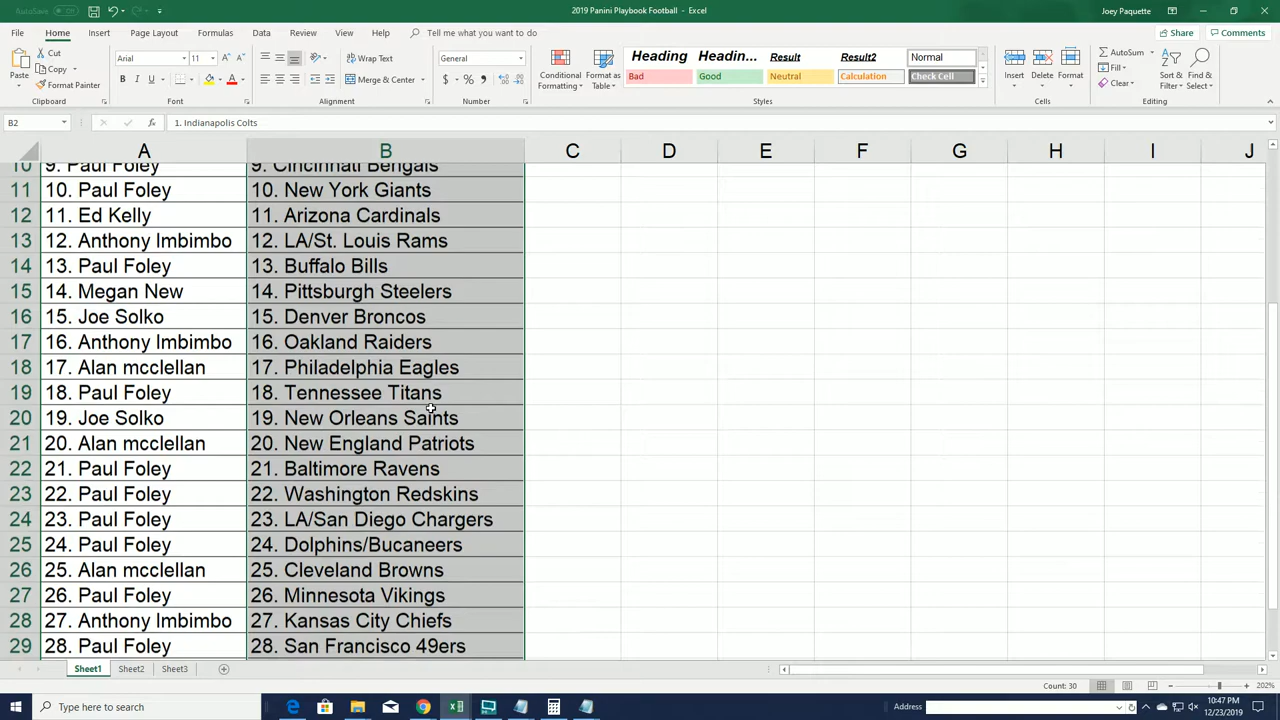 AutoSave Off
2019 Panini Playbook Football - Excel
Joey Paquette
File Home Insert Page Layout Formulas Data Review View Help Tell me what you want to do
Share Comments
Paste Cut Copy Format Painter Clipboard
Arial 11 Font
Wrap Text Merge & Center Alignment
General Number
Conditional Formatting Format as Table
Heading Headin... Result Result2 Normal
Bad Good Neutral Calculation Check Cell
Styles
Insert Delete Format Cells
AutoSum Fill Clear Sort & Filter Find & Select Editing
B2 1. Indianapolis Colts
A B C D E F G H I J
10 9. Paul Foley 9. Cincinnati Bengals
11 10. Paul Foley 10. New York Giants
12 11. Ed Kelly 11. Arizona Cardinals
13 12. Anthony Imbimbo 12. LA/St. Louis Rams
14 13. Paul Foley 13. Buffalo Bills
15 14. Megan New 14. Pittsburgh Steelers
16 15. Joe Solko 15. Denver Broncos
17 16. Anthony Imbimbo 16. Oakland Raiders
18 17. Alan mcclellan 17. Philadelphia Eagles
19 18. Paul Foley 18. Tennessee Titans
20 19. Joe Solko 19. New Orleans Saints
21 20. Alan mcclellan 20. New England Patriots
22 21. Paul Foley 21. Baltimore Ravens
23 22. Paul Foley 22. Washington Redskins
24 23. Paul Foley 23. LA/San Diego Chargers
25 24. Paul Foley 24. Dolphins/Bucaneers
26 25. Alan mcclellan 25. Cleveland Browns
27 26. Paul Foley 26. Minnesota Vikings
28 27. Anthony Imbimbo 27. Kansas City Chiefs
29 28. Paul Foley 28. San Francisco 49ers
Sheet1 Sheet2 Sheet3
Count: 30
202%
Type here to search
Address
10:47 PM
12/23/2019